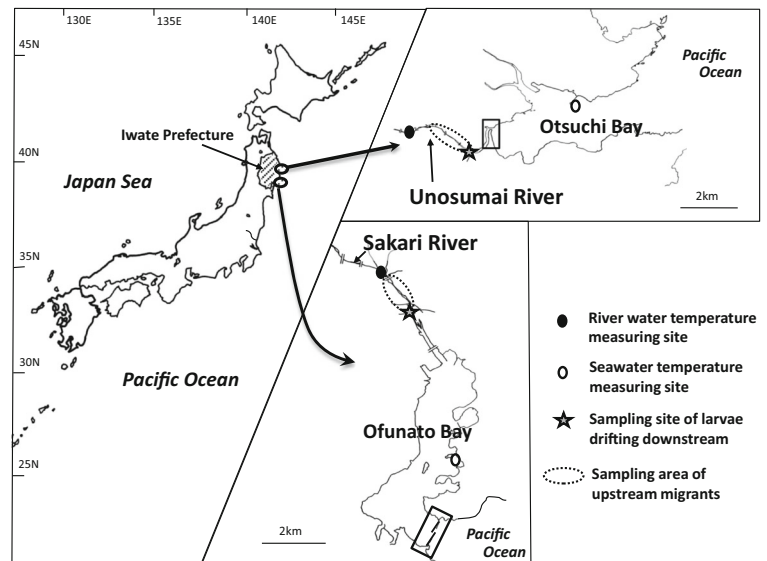 130E
140E
145E
45N
40N
35N
30N
25N
Iwate Prefecture
Japan Sea
Pacific Ocean
Pacific
Ocean
Otsuchi Bay
Unosumai River
2km
Sakari River
Ofunato Bay
2km
Pacific
Ocean
River water temperature
measuring site
Seawater temperature
measuring site
Sampling site of larvae
drifting downstream
Sampling area of
upstream migrants